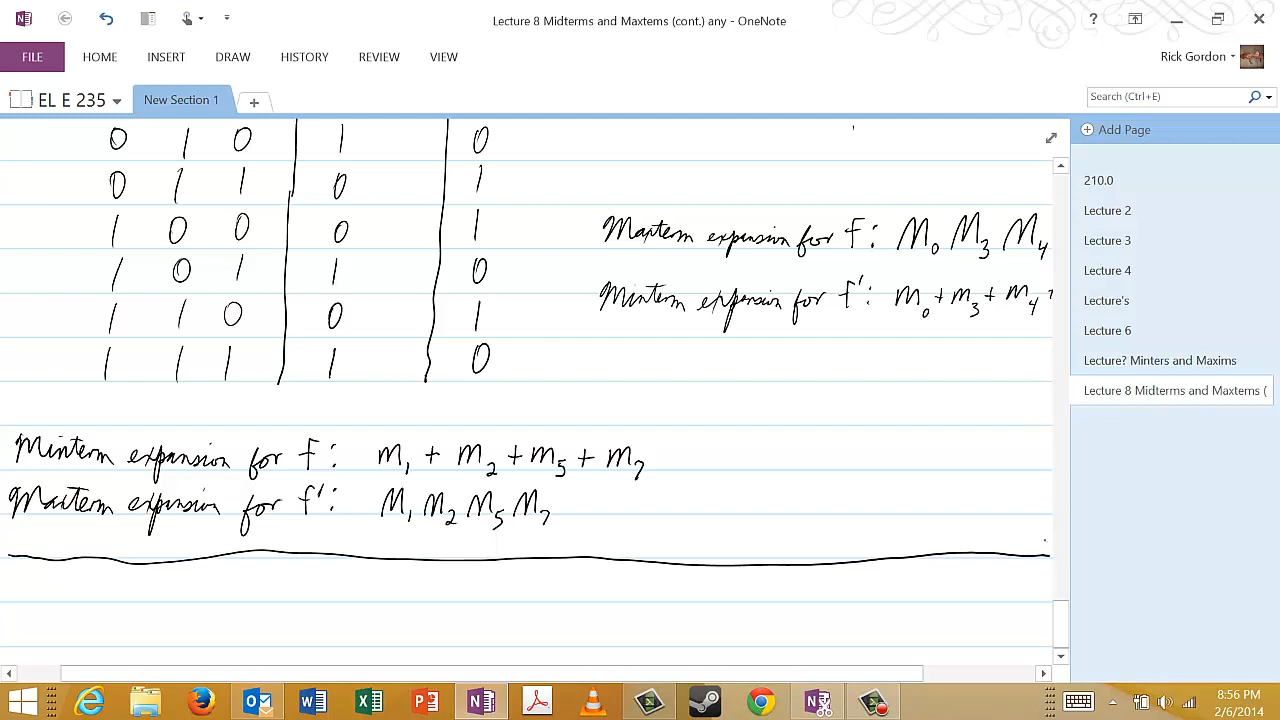 Lecture 8 Midterms and Maxtems (cont.) any - OneNote
?
FILE HOME INSERT DRAW HISTORY REVIEW VIEW
Rick Gordon
EL E 235 New Section 1 +
Search (Ctrl+E)
Add Page
210.0
Lecture 2
Lecture 3
Lecture 4
Lecture's
Lecture 6
Lecture? Minters and Maxims
Lecture 8 Midterms and Maxtems (
0 1 0 | 1 | 0
0 1 1 | 0 | 1
1 0 0 | 0 | 1
1 0 1 | 1 | 0
1 1 0 | 0 | 1
1 1 1 | 1 | 0
Maxterm expansion for f: M₀ M₃ M₄
Minterm expansion for f': m₀ + m₃ + m₄ +
Minterm expansion for f: m₁ + m₂ + m₅ + m₇
Maxterm expansion for f': M₁ M₂ M₅ M₇
8:56 PM
2/6/2014